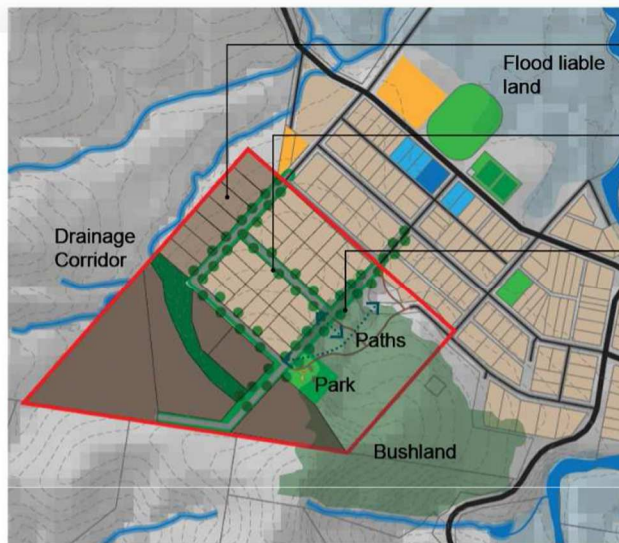 Flood liable
land
Drainage
Corridor
Paths
Park
Bushland